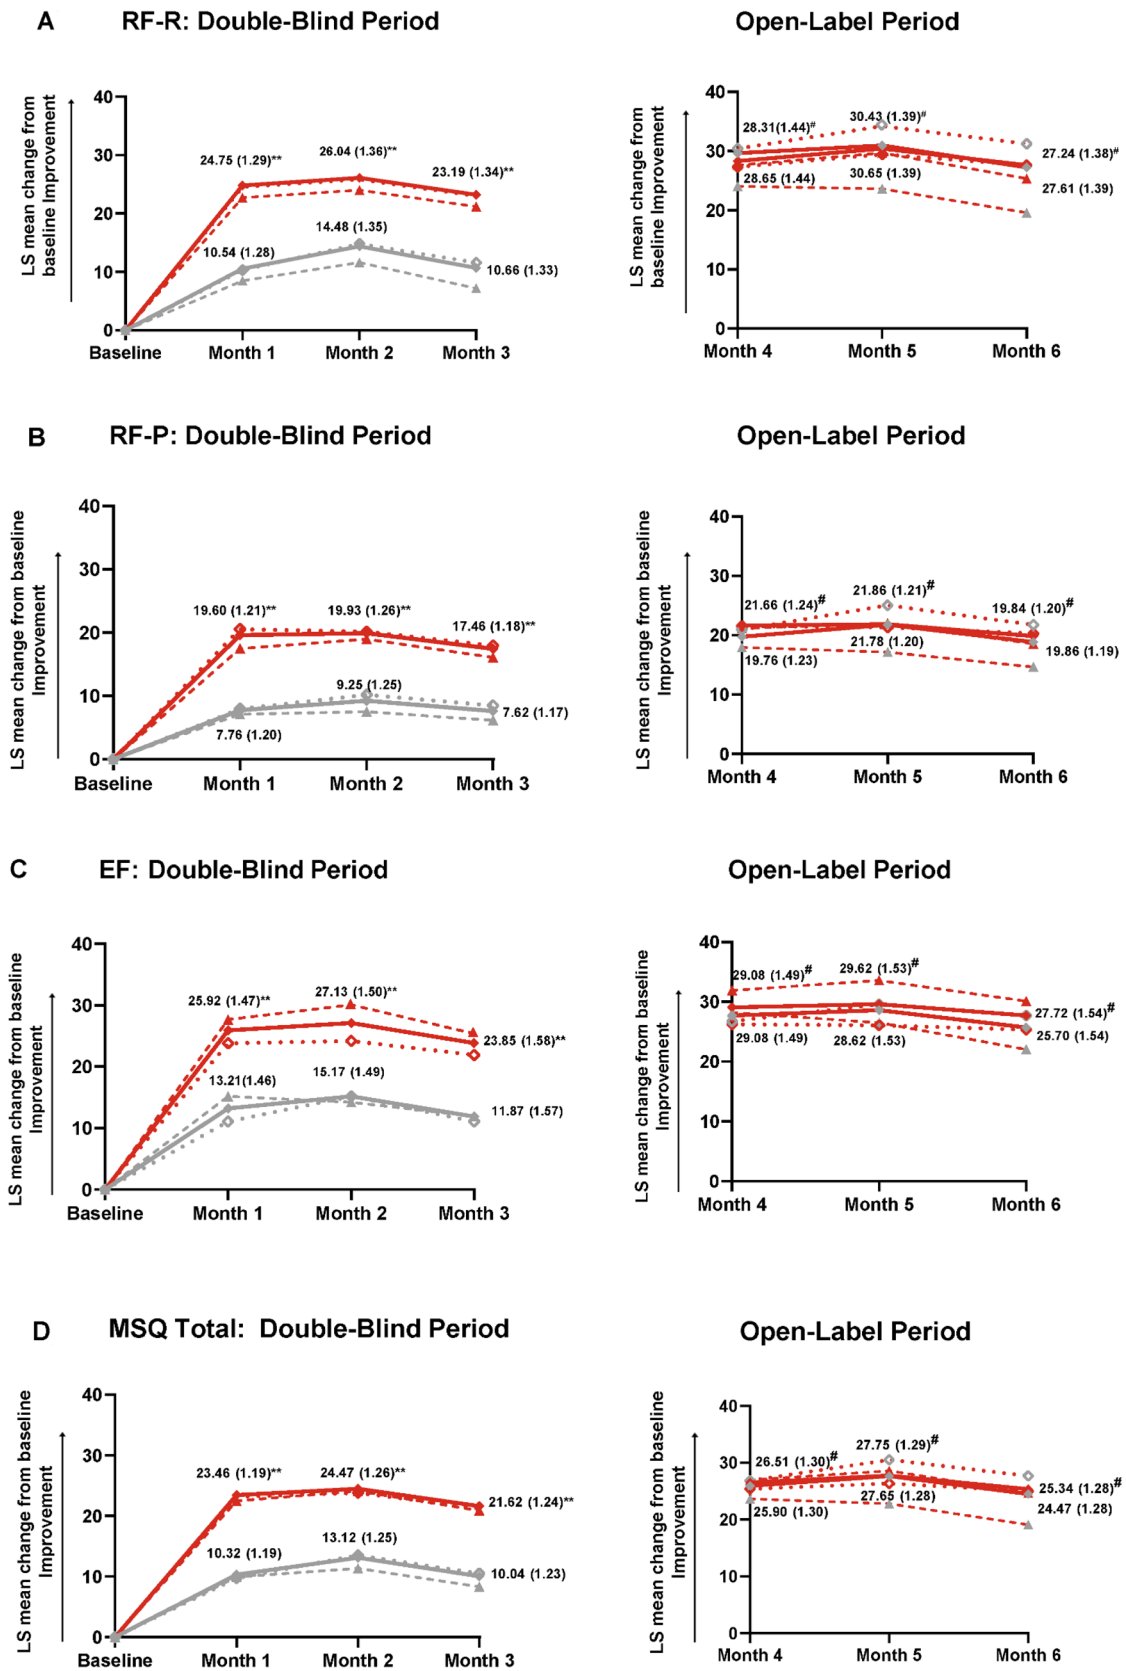 A
RF-R: Double-Blind Period
Open-Label Period
LS mean change from
baseline Improvement
40
30
20
10
0
24.75 (1.29)**
26.04 (1.36)**
23.19 (1.34)**
10.54 (1.28)
14.48 (1.35)
10.66 (1.33)
Baseline
Month 1
Month 2
Month 3
LS mean change from
baseline Improvement
40
30
20
10
0
28.31(1.44)#
30.43 (1.39)#
27.24 (1.38)#
28.65 (1.44)
30.65 (1.39)
27.61 (1.39)
Month 4
Month 5
Month 6
B
RF-P: Double-Blind Period
Open-Label Period
LS mean change from baseline
Improvement
40
30
20
10
0
19.60 (1.21)**
19.93 (1.26)**
17.46 (1.18)**
7.76 (1.20)
9.25 (1.25)
7.62 (1.17)
Baseline
Month 1
Month 2
Month 3
LS mean change from baseline
Improvement
40
30
20
10
0
21.66 (1.24)#
21.86 (1.21)#
19.84 (1.20)#
19.76 (1.23)
21.78 (1.20)
19.86 (1.19)
Month 4
Month 5
Month 6
C
EF: Double-Blind Period
Open-Label Period
LS mean change from baseline
Improvement
40
30
20
10
0
25.92 (1.47)**
27.13 (1.50)**
23.85 (1.58)**
13.21(1.46)
15.17 (1.49)
11.87 (1.57)
Baseline
Month 1
Month 2
Month 3
LS mean change from baseline
Improvement
40
30
20
10
0
29.08 (1.49)#
29.62 (1.53)#
27.72 (1.54)#
29.08 (1.49)
28.62 (1.53)
25.70 (1.54)
Month 4
Month 5
Month 6
D
MSQ Total: Double-Blind Period
Open-Label Period
LS mean change from baseline
Improvement
40
30
20
10
0
23.46 (1.19)**
24.47 (1.26)**
21.62 (1.24)**
10.32 (1.19)
13.12 (1.25)
10.04 (1.23)
Baseline
Month 1
Month 2
Month 3
LS mean change from baseline
Improvement
40
30
20
10
0
26.51 (1.30)#
27.75 (1.29)#
25.34 (1.28)#
25.90 (1.30)
27.65 (1.28)
24.47 (1.28)
Month 4
Month 5
Month 6